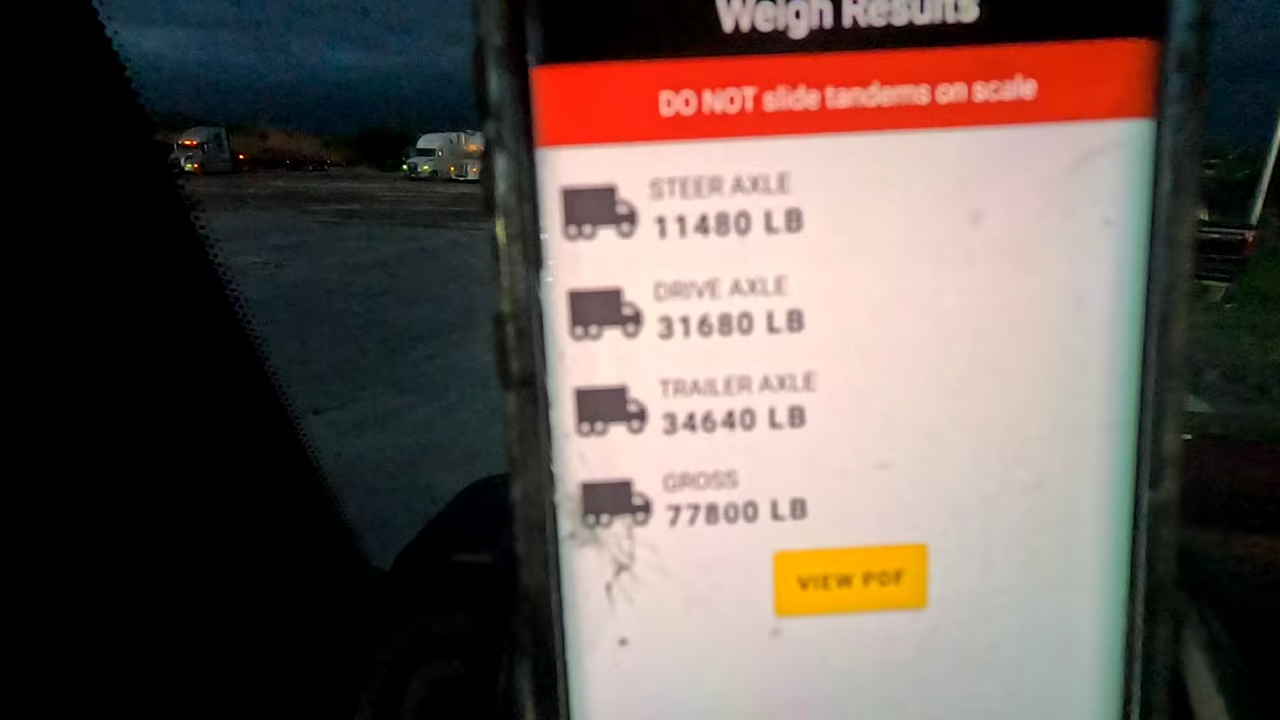 Weigh Results
DO NOT slide tandems on scale
STEER AXLE
11480 LB
DRIVE AXLE
31680 LB
TRAILER AXLE
34640 LB
GROSS
77800 LB
VIEW PDF